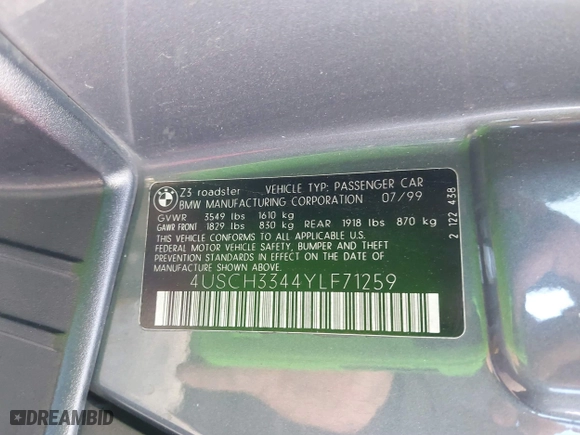 Z3 roadster VEHICLE TYP: PASSENGER CAR
BMW MANUFACTURING CORPORATION 07/99
GVWR 3549 lbs 1610 kg
GAWR FRONT 1829 lbs 830 kg REAR 1918 lbs 870 kg
THIS VEHICLE CONFORMS TO ALL APPLICABLE U.S.
FEDERAL MOTOR VEHICLE SAFETY, BUMPER AND THEFT
PREVENTION STANDARDS IN EFFECT ON THE DATE OF
MANUFACTURE SHOWN ABOVE.
4USCH3344YLF71259
2 122 438
DREAMBID